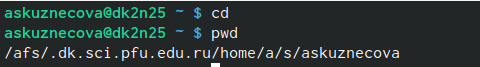 askuznecova@dk2n25 ~ $ cd
askuznecova@dk2n25 ~ $ pwd
/afs/.dk.sci.pfu.edu.ru/home/a/s/askuznecova